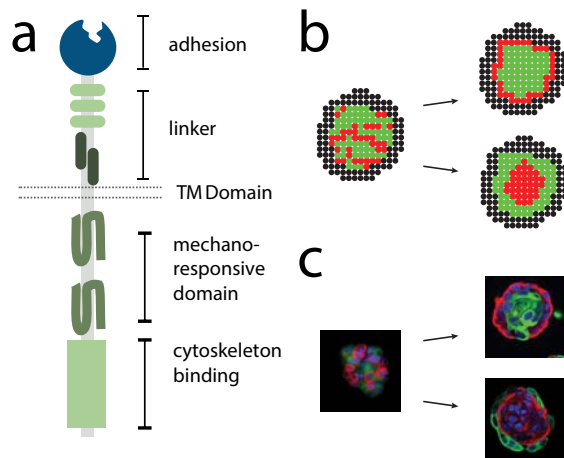 a
adhesion
linker
TM Domain
mechano-
responsive
domain
cytoskeleton
binding
b
c